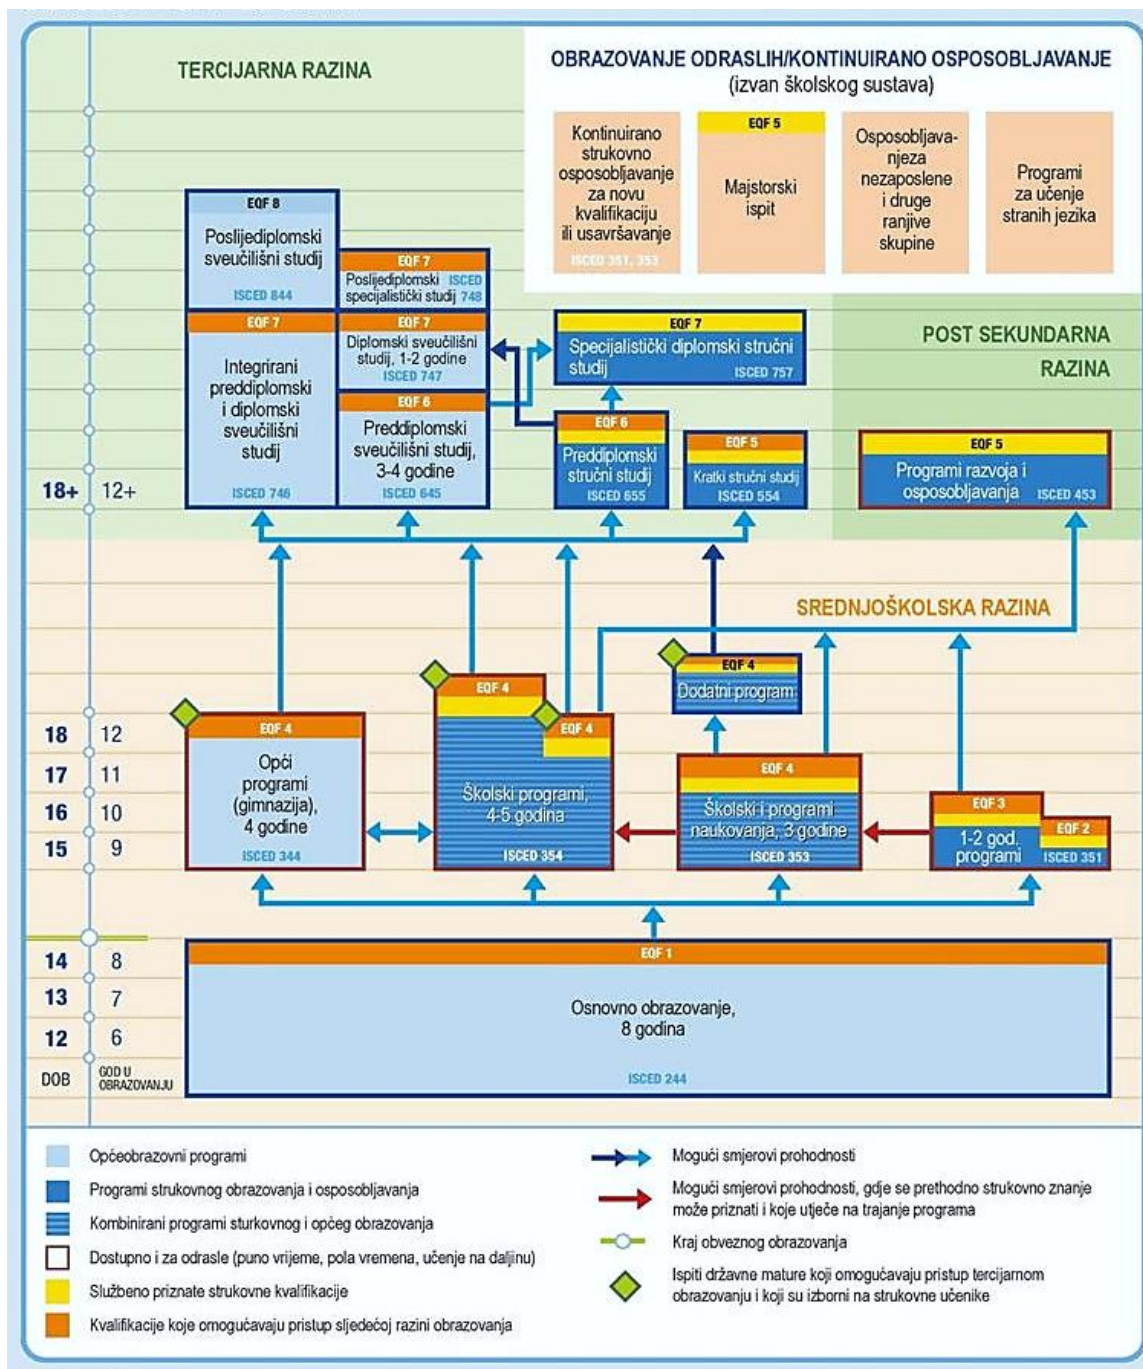 TERCIJARNA RAZINA
OBRAZOVANJE ODRASLIH/KONTINUIRANO OSPOSOBLJAVANJE
(izvan školskog sustava)
Kontinuirano
strukovno
osposobljavanje
za novu
kvalifikaciju
ili usavršavanje
ISCED 351, 353
EQF 5
Majstorski
ispit
Osposobljava-
njeza
nezaposlene
i druge
ranjive
skupine
Programi
za učenje
stranih jezika
EQF 8
Poslijediplomski
sveučilišni studij
ISCED 844
EQF 7
Poslijediplomski ISCED
specijalistički studij 748
EQF 7
Integrirani
preddiplomski
i diplomski
sveučilišni
studij
ISCED 746
EQF 7
Diplomski sveučilišni
studij, 1-2 godine
ISCED 747
EQF 6
Preddiplomski
sveučilišni studij,
3-4 godine
ISCED 645
EQF 7
Specijalistički diplomski stručni
studij
ISCED 757
EQF 6
Preddiplomski
stručni studij
ISCED 655
EQF 5
Kratki stručni studij
ISCED 554
POST SEKUNDARNA
RAZINA
EQF 5
Programi razvoja i
osposobljavanja ISCED 453
18+ 12+
SREDNJOŠKOLSKA RAZINA
EQF 4
Dodatni program
EQF 4
Opći
programi
(gimnazija),
4 godine
ISCED 344
EQF 4
EQF 4
Školski programi,
4-5 godina
ISCED 354
EQF 4
Školski i programi
naukovanja, 3 godine
ISCED 353
EQF 3
1-2 god.
programi
EQF 2
ISCED 351
18 12
17 11
16 10
15 9
EQF 1
Osnovno obrazovanje,
8 godina
ISCED 244
14 8
13 7
12 6
DOB
GOD U
OBRAZOVANJU
Općeobrazovni programi
Programi strukovnog obrazovanja i osposobljavanja
Kombinirani programi sturkovnog i općeg obrazovanja
Dostupno i za odrasle (puno vrijeme, pola vremena, učenje na daljinu)
Službeno priznate strukovne kvalifikacije
Kvalifikacije koje omogućavaju pristup sljedećoj razini obrazovanja
Mogući smjerovi prohodnosti
Mogući smjerovi prohodnosti, gdje se prethodno strukovno znanje
može priznati i koje utječe na trajanje programa
Kraj obveznog obrazovanja
Ispiti državne mature koji omogućavaju pristup tercijarnom
obrazovanju i koji su izborni na strukovne učenike